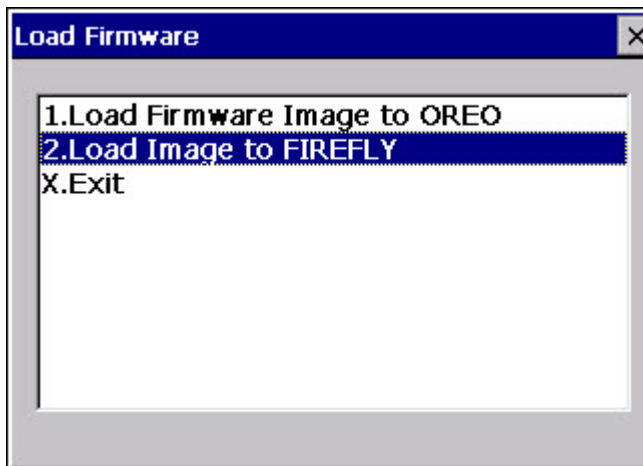 Load Firmware
1.Load Firmware Image to OREO
2.Load Image to FIREFLY
X.Exit